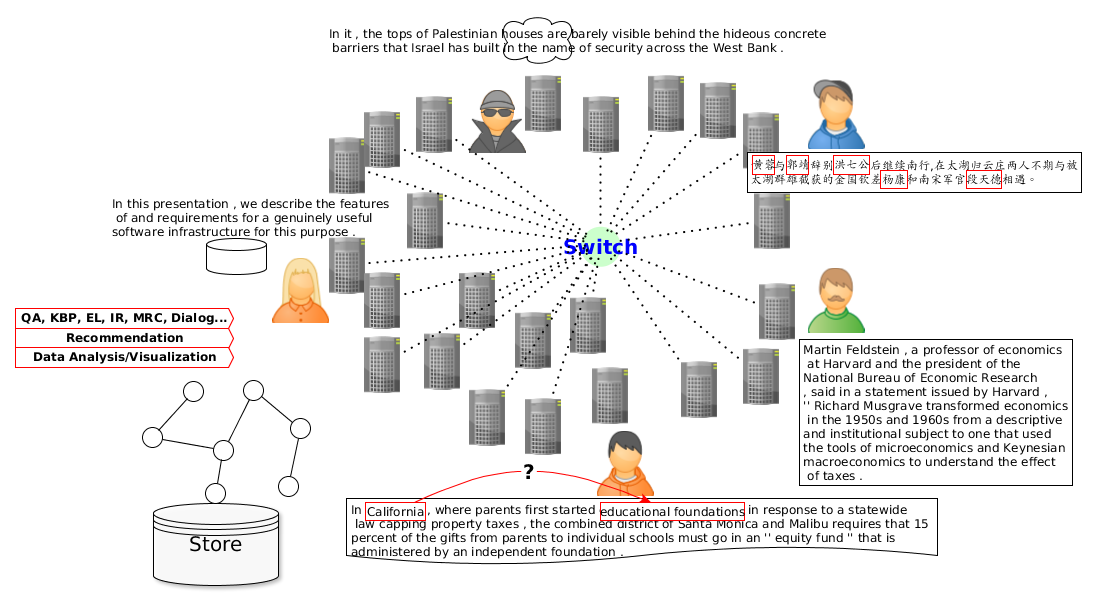 In it , the tops of Palestinian houses are barely visible behind the hideous concrete
barriers that Israel has built in the name of security across the West Bank .
黄蓉与郭靖辞别洪七公后继续南行,在太湖归云庄两人不期与被
太湖群雄截获的金国钦差杨康和南宋军官段天德相遇。
In this presentation , we describe the features
of and requirements for a genuinely useful
software infrastructure for this purpose .
Switch
QA, KBP, EL, IR, MRC, Dialog...
Recommendation
Data Analysis/Visualization
Martin Feldstein , a professor of economics
at Harvard and the president of the
National Bureau of Economic Research
, said in a statement issued by Harvard ,
'' Richard Musgrave transformed economics
in the 1950s and 1960s from a descriptive
and institutional subject to one that used
the tools of microeconomics and Keynesian
macroeconomics to understand the effect
of taxes .
?
In California , where parents first started educational foundations in response to a statewide
law capping property taxes , the combined district of Santa Monica and Malibu requires that 15
percent of the gifts from parents to individual schools must go in an '' equity fund '' that is
administered by an independent foundation .
Store